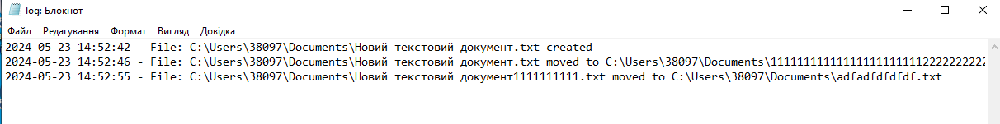 log: Блокнот
Файл Редагування Формат Вигляд Довідка
2024-05-23 14:52:42 - File: C:\Users\38097\Documents\Новий текстовий документ.txt created
2024-05-23 14:52:46 - File: C:\Users\38097\Documents\Новий текстовий документ.txt moved to C:\Users\38097\Documents\1111111111111111111111112222222222
2024-05-23 14:52:55 - File: C:\Users\38097\Documents\Новий текстовий документ1111111111.txt moved to C:\Users\38097\Documents\adfadfdfdfdf.txt